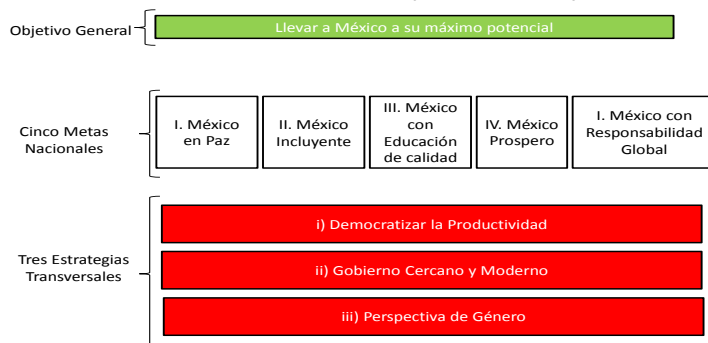 Objetivo General
Llevar a México a su máximo potencial
Cinco Metas
Nacionales
I. México
en Paz
II. México
Incluyente
III. México
con
Educación
de calidad
IV. México
Prospero
I. México con
Responsabilidad
Global
Tres Estrategias
Transversales
i) Democratizar la Productividad
ii) Gobierno Cercano y Moderno
iii) Perspectiva de Género